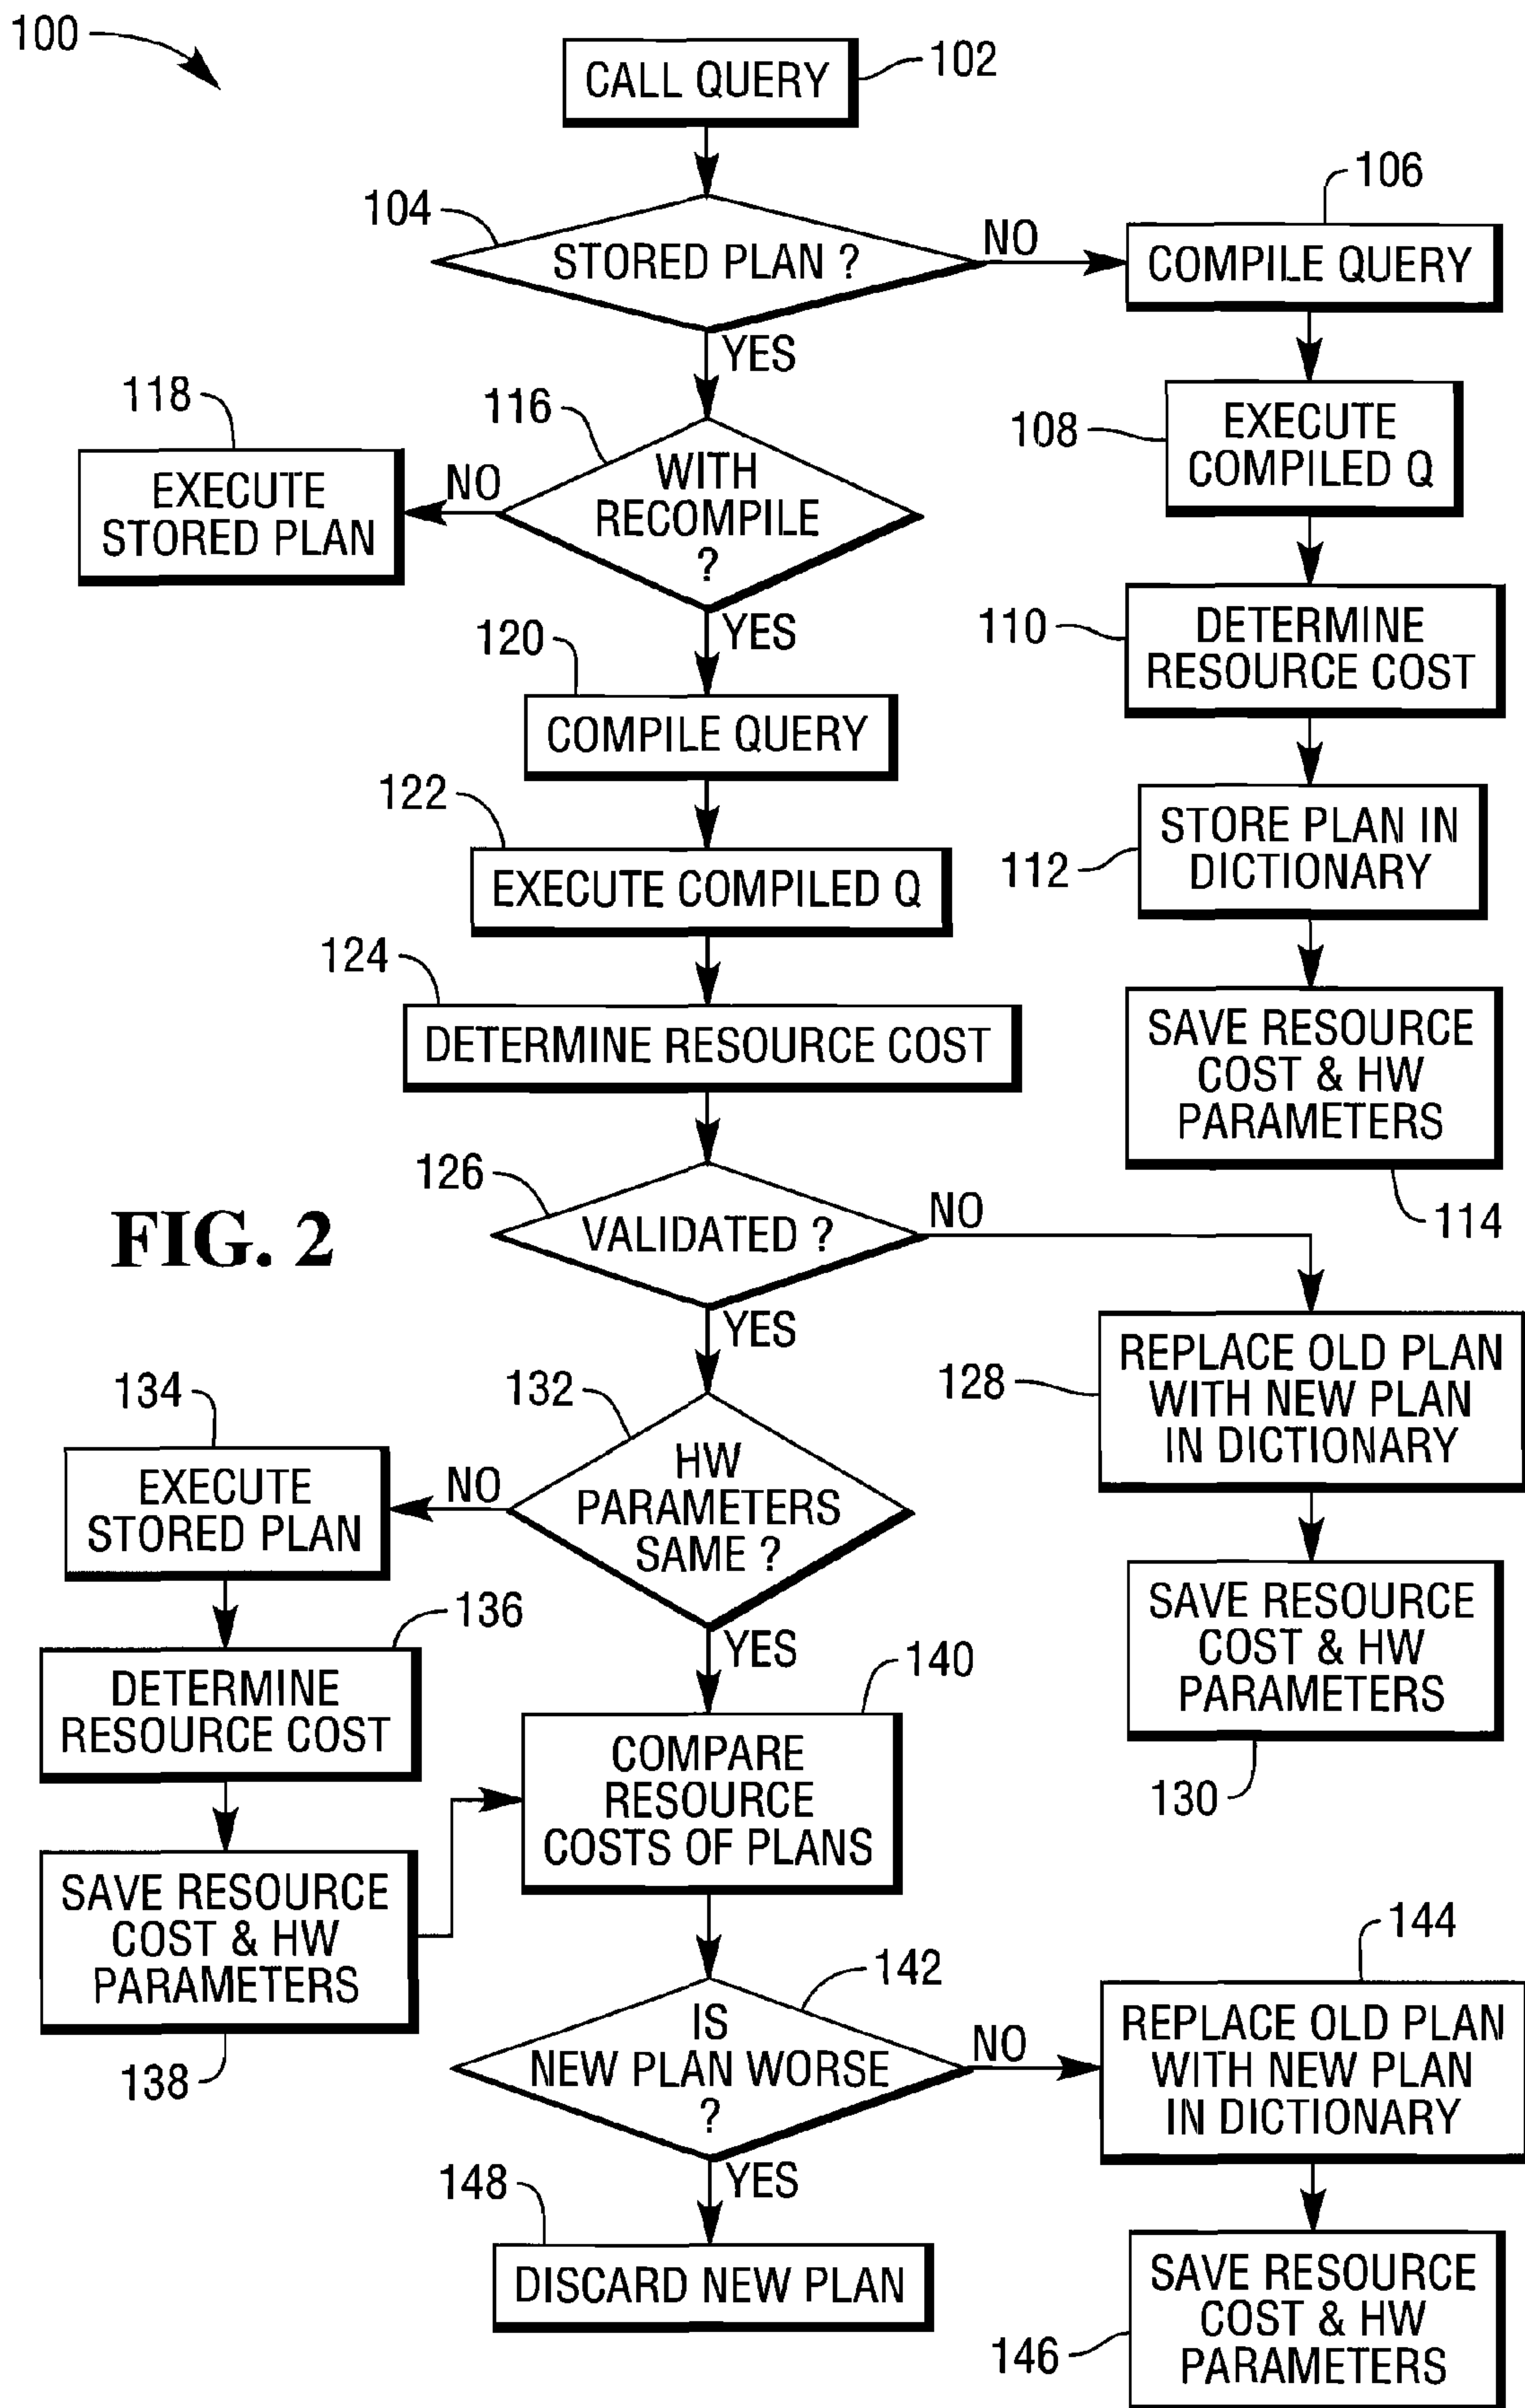 100
CALL QUERY
102
104
STORED PLAN ?
NO
106
COMPILE QUERY
YES
108
EXECUTE
COMPILED Q
118
EXECUTE
STORED PLAN
NO
116
WITH
RECOMPILE
?
YES
110
DETERMINE
RESOURCE COST
120
COMPILE QUERY
112
STORE PLAN IN
DICTIONARY
122
EXECUTE COMPILED Q
124
DETERMINE RESOURCE COST
SAVE RESOURCE
COST & HW
PARAMETERS
114
126
VALIDATED ?
NO
FIG. 2
YES
128
REPLACE OLD PLAN
WITH NEW PLAN
IN DICTIONARY
132
HW
PARAMETERS
SAME ?
NO
134
EXECUTE
STORED PLAN
YES
SAVE RESOURCE
COST & HW
PARAMETERS
130
136
DETERMINE
RESOURCE COST
140
COMPARE
RESOURCE
COSTS OF PLANS
SAVE RESOURCE
COST & HW
PARAMETERS
138
142
IS
NEW PLAN WORSE
?
NO
144
REPLACE OLD PLAN
WITH NEW PLAN
IN DICTIONARY
YES
148
DISCARD NEW PLAN
146
SAVE RESOURCE
COST & HW
PARAMETERS